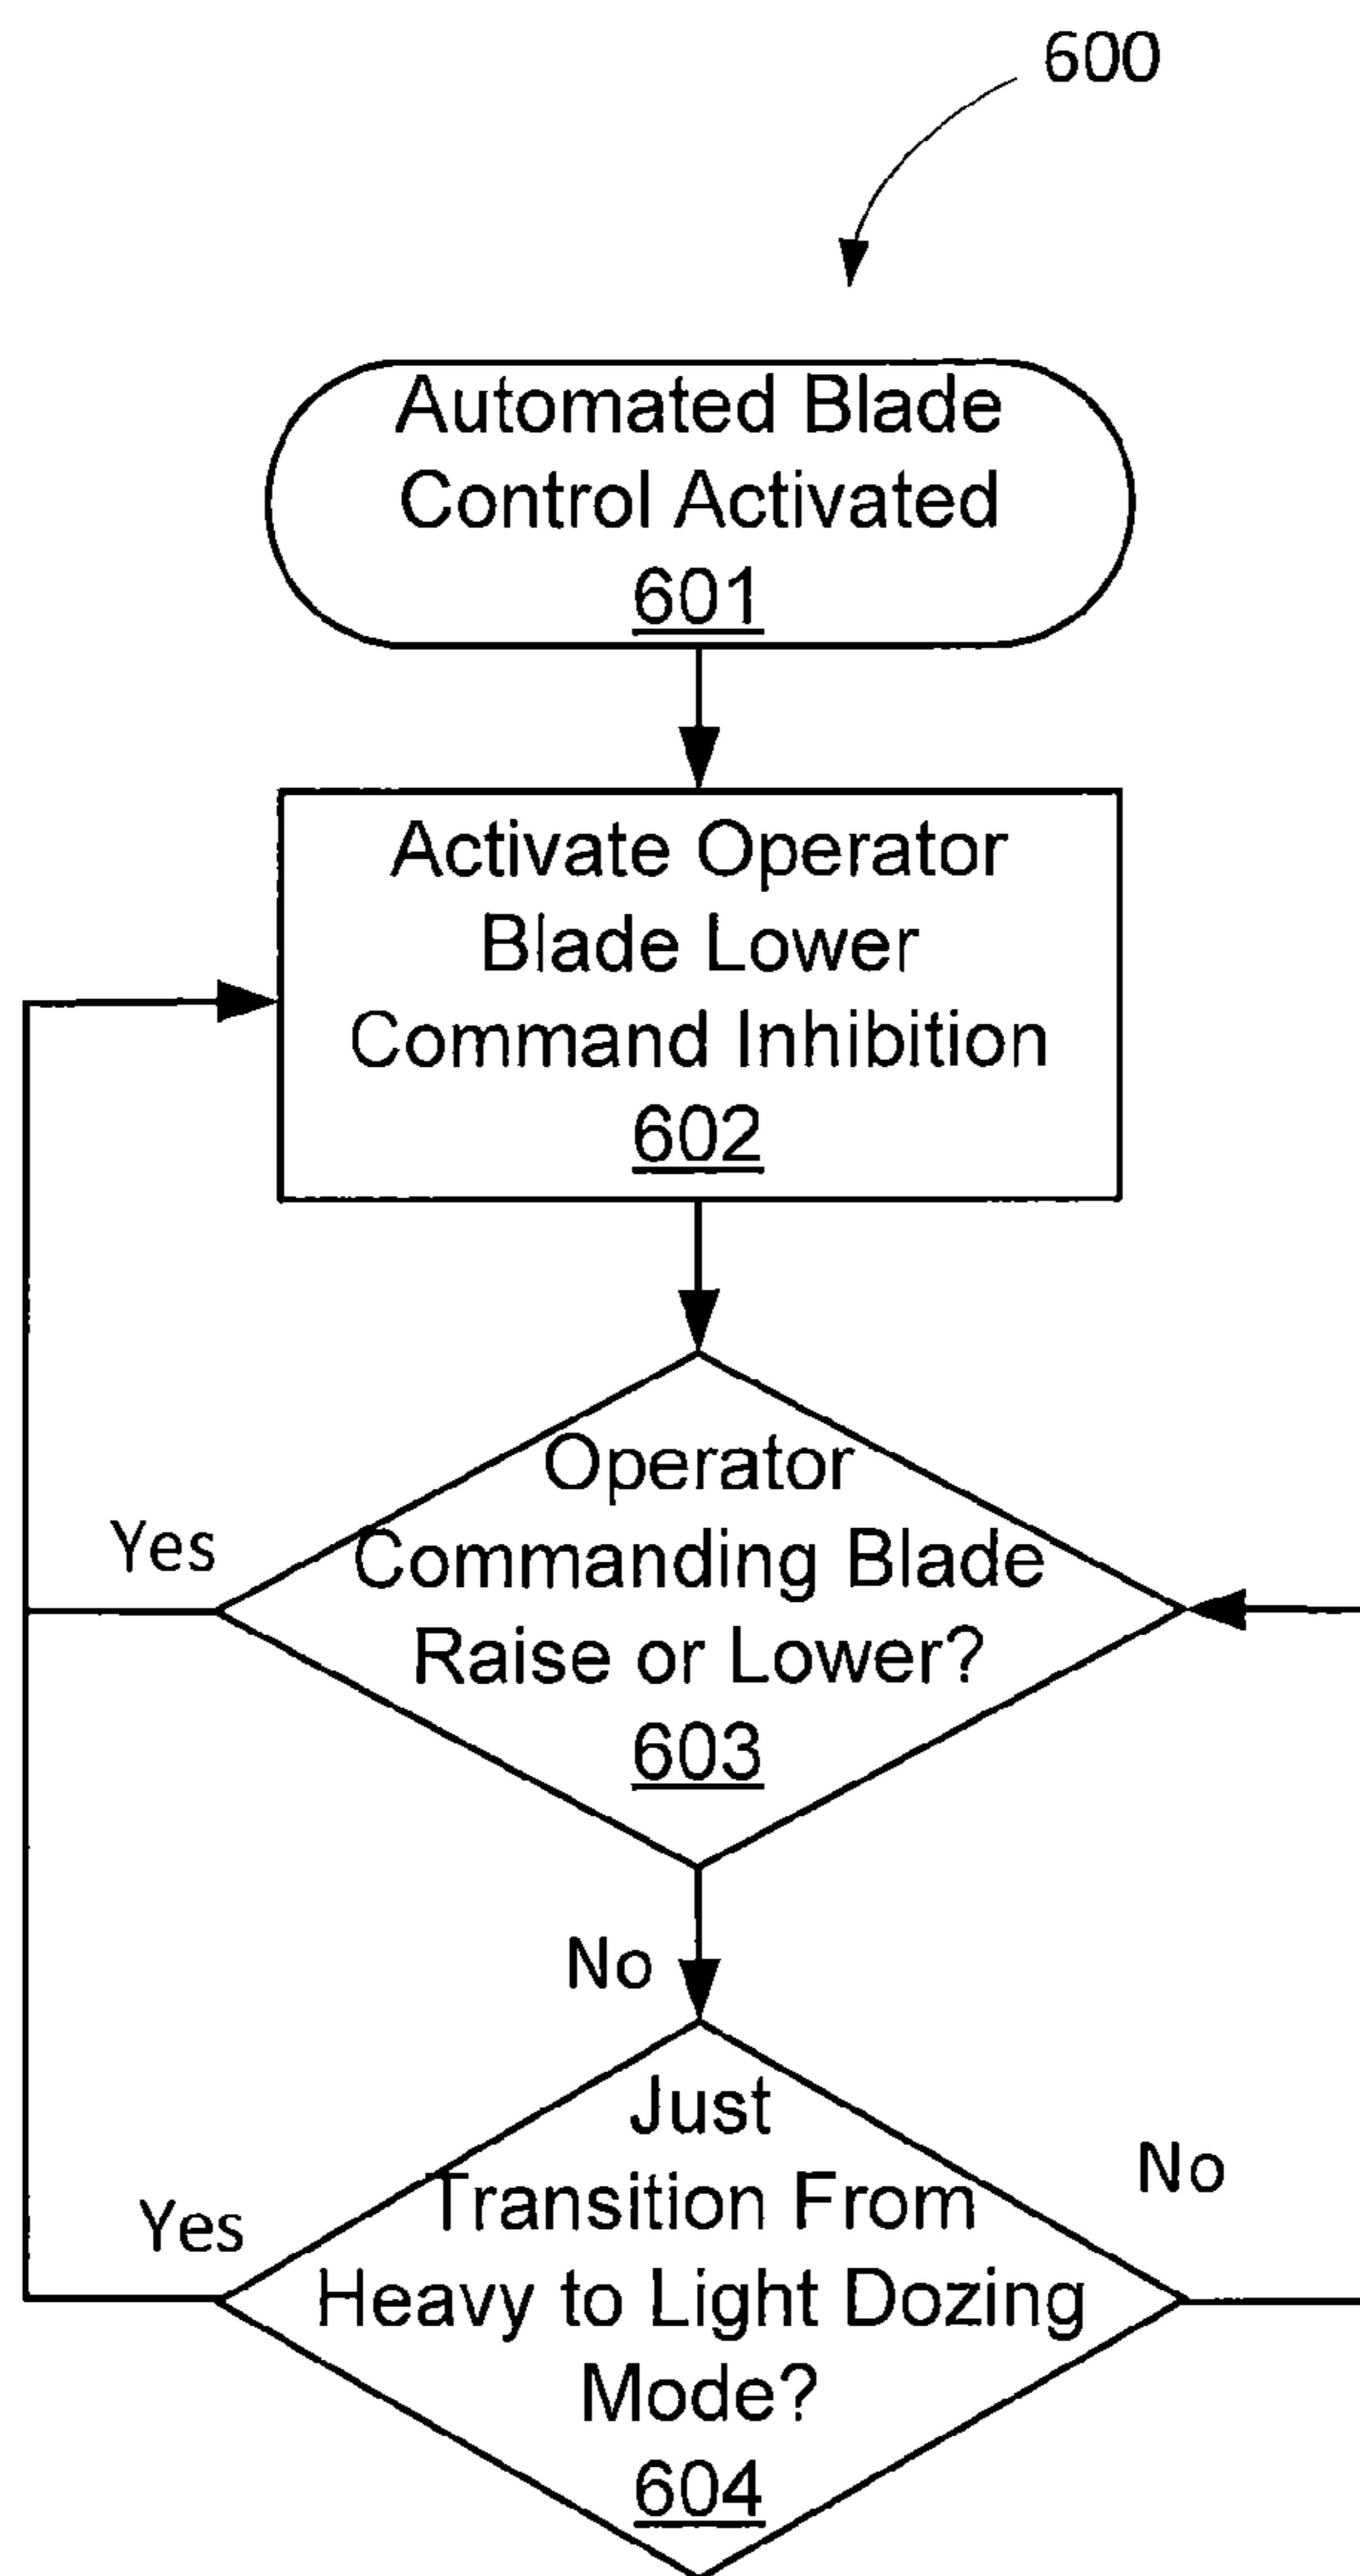 600
Automated Blade
Control Activated
601
Activate Operator
Blade Lower
Command Inhibition
602
Operator
Commanding Blade
Raise or Lower?
603
Yes
No
Just
Transition From
Heavy to Light Dozing
Mode?
604
Yes
No